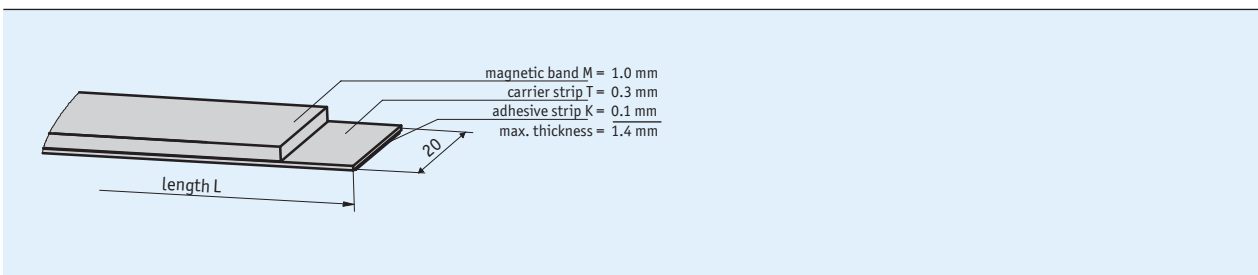 magnetic band M = 1.0 mm
carrier strip T = 0.3 mm
adhesive strip K = 0.1 mm
max. thickness = 1.4 mm
20
length L